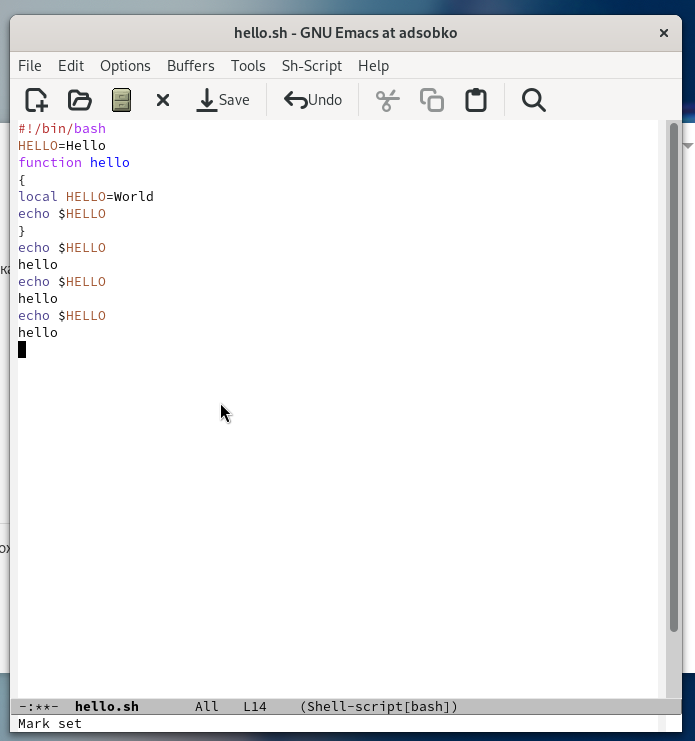 hello.sh - GNU Emacs at adsobko
File Edit Options Buffers Tools Sh-Script Help
Save Undo
#!/bin/bash
HELLO=Hello
function hello
{
local HELLO=World
echo $HELLO
}
echo $HELLO
hello
echo $HELLO
hello
echo $HELLO
hello
-:**- hello.sh All L14 (Shell-script[bash])
Mark set